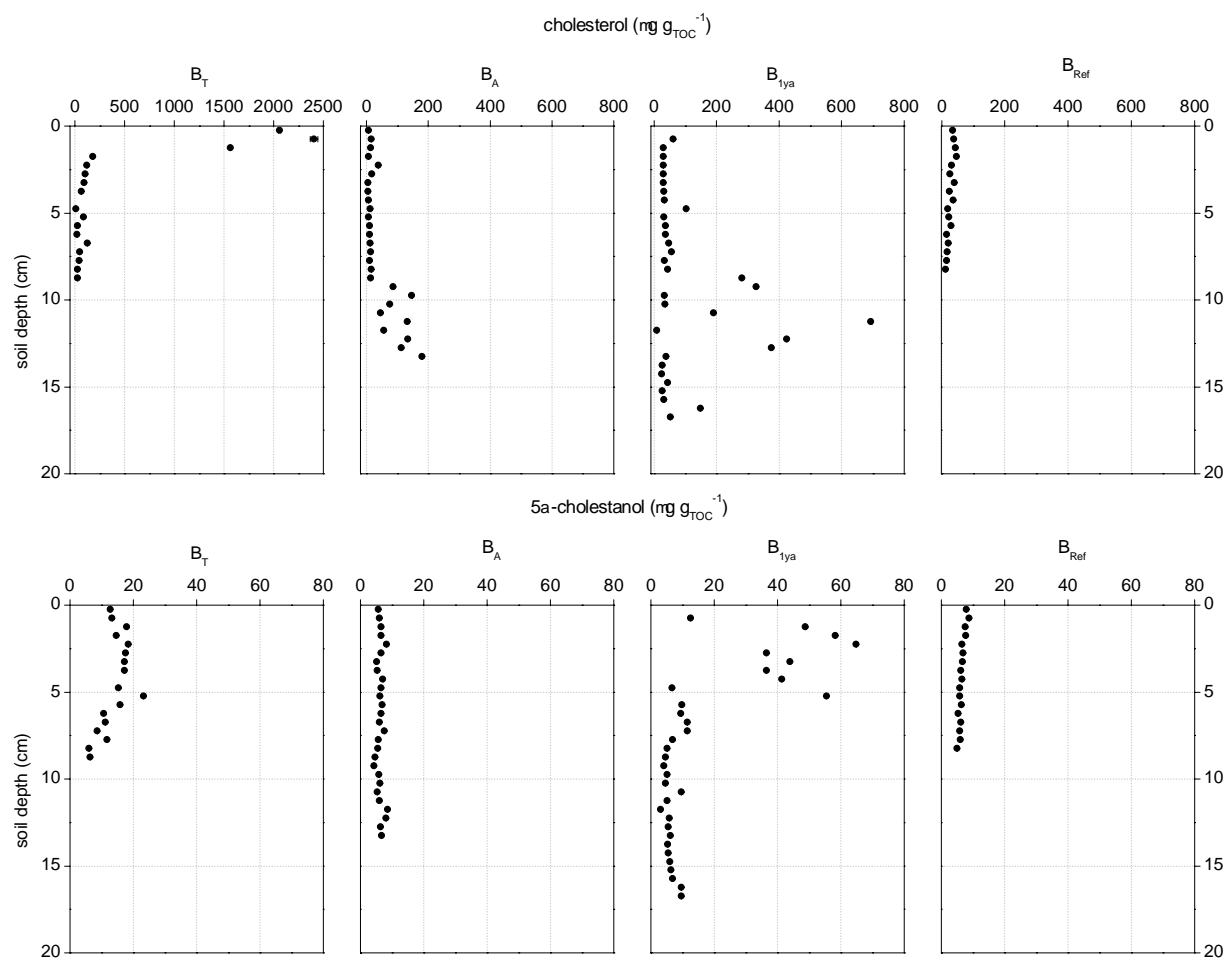 cholesterol (mg g_TOC^-1)
B_T B_A B_1ya B_Ref
0 500 1000 1500 2000 2500 0 200 400 600 800 0 200 400 600 800 0 200 400 600 800
0 0
5 5
10 10
15 15
20 20
soil depth (cm)
5a-cholestanol (mg g_TOC^-1)
B_T B_A B_1ya B_Ref
0 20 40 60 80 0 20 40 60 80 0 20 40 60 80 0 20 40 60 80
0 0
5 5
10 10
15 15
20 20
soil depth (cm)